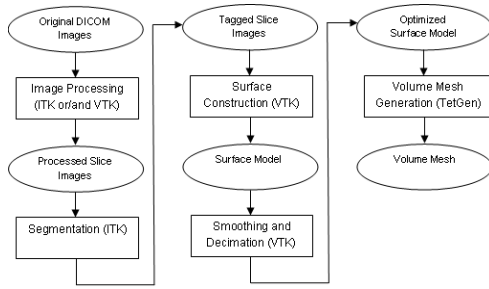 Original DICOM
Images
Image Processing
(ITK or/and VTK)
Processed Slice
Images
Segmentation (ITK)
Tagged Slice
Images
Surface
Construction (VTK)
Surface Model
Smoothing and
Decimation (VTK)
Optimized
Surface Model
Volume Mesh
Generation (TetGen)
Volume Mesh